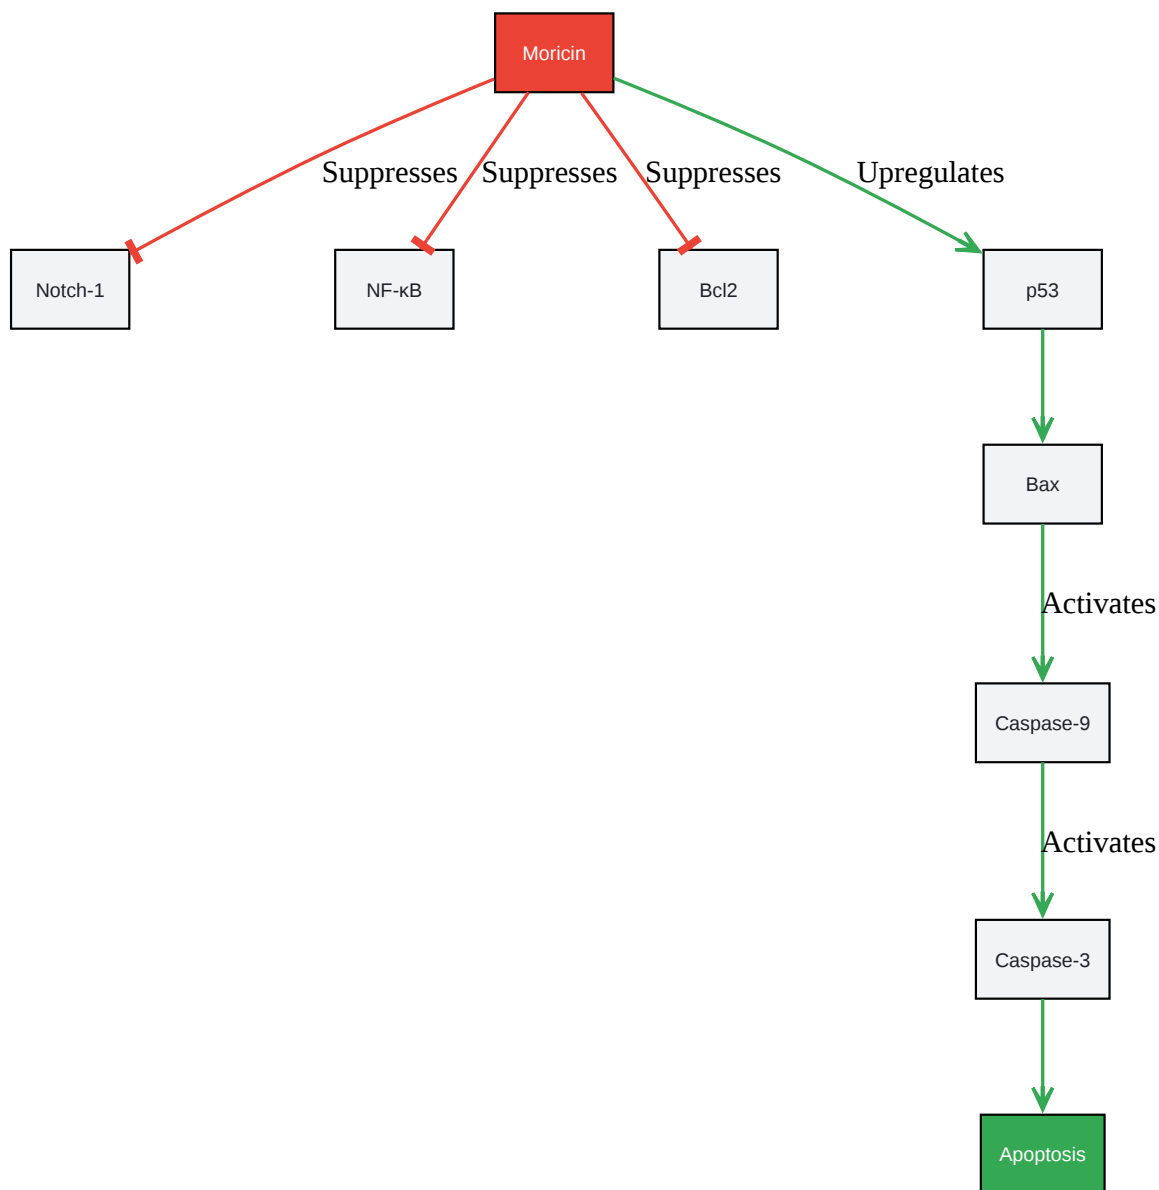 Moricin
Suppresses Suppresses Suppresses Upregulates
Notch-1 NF-κB Bcl2 p53
Bax
Activates
Caspase-9
Activates
Caspase-3
Apoptosis